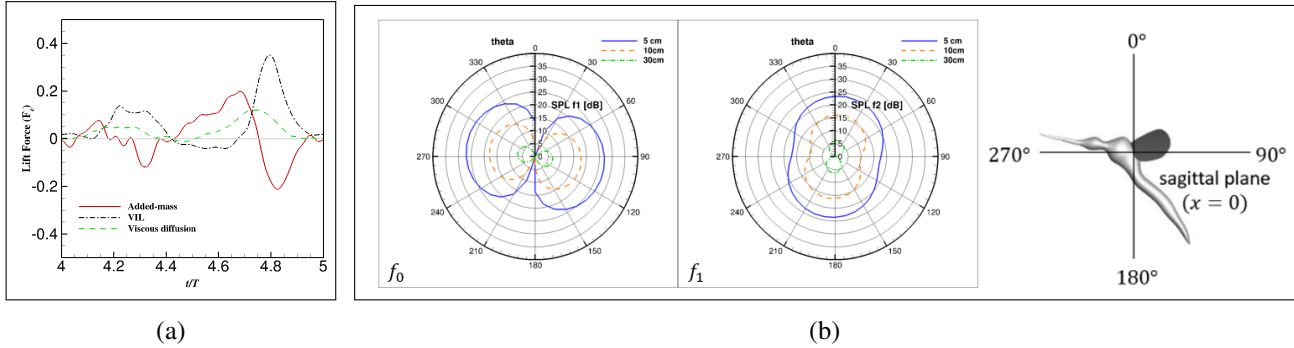 0.4
0.2
0
-0.2
-0.4
4
4.2
4.4
4.6
4.8
5
Lift Force (Fz)
t/T
Added-mass
VIL
Viscous diffusion
(a)
theta
5 cm
10cm
30cm
0
30
60
90
120
150
180
210
240
270
300
330
35
30
25
20
15
10
5
0
SPL f1 [dB]
f₀
theta
5 cm
10cm
30cm
0
30
60
90
120
150
180
210
240
270
300
330
35
30
25
20
15
10
5
0
SPL f2 [dB]
f₁
0°
270°
90°
sagittal plane
(x = 0)
180°
(b)